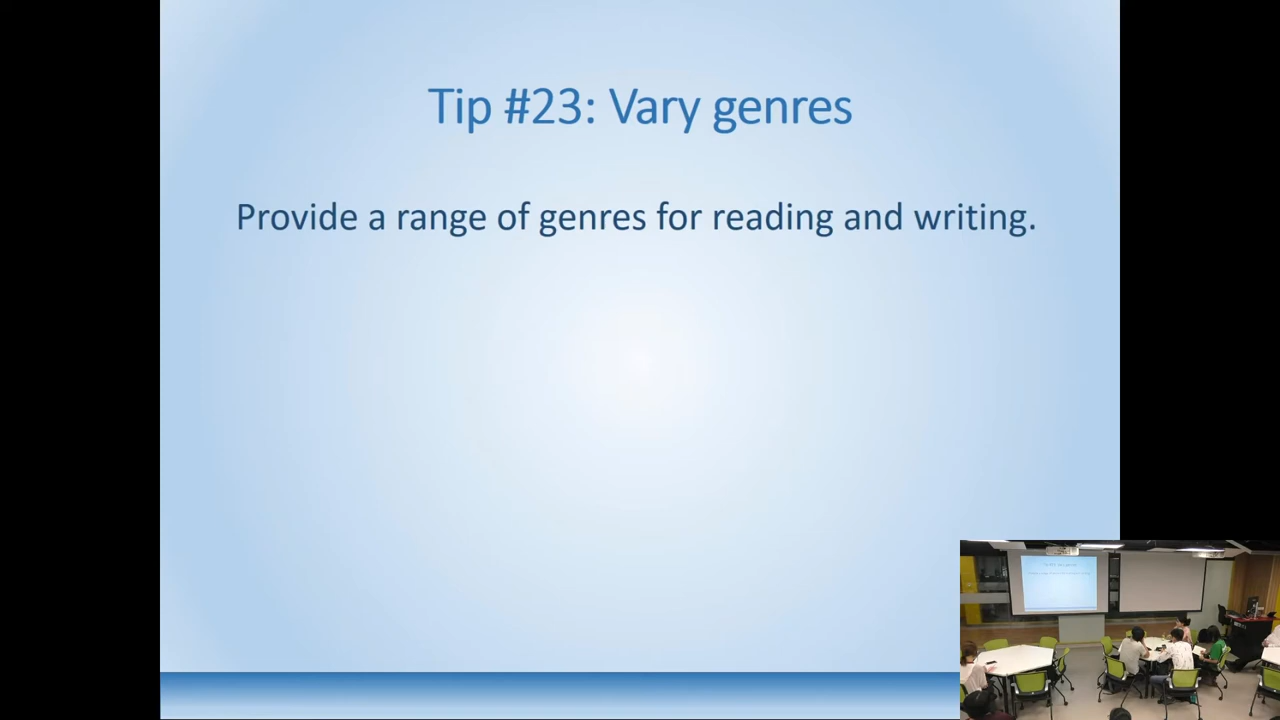 Tip #23: Vary genres
Provide a range of genres for reading and writing.